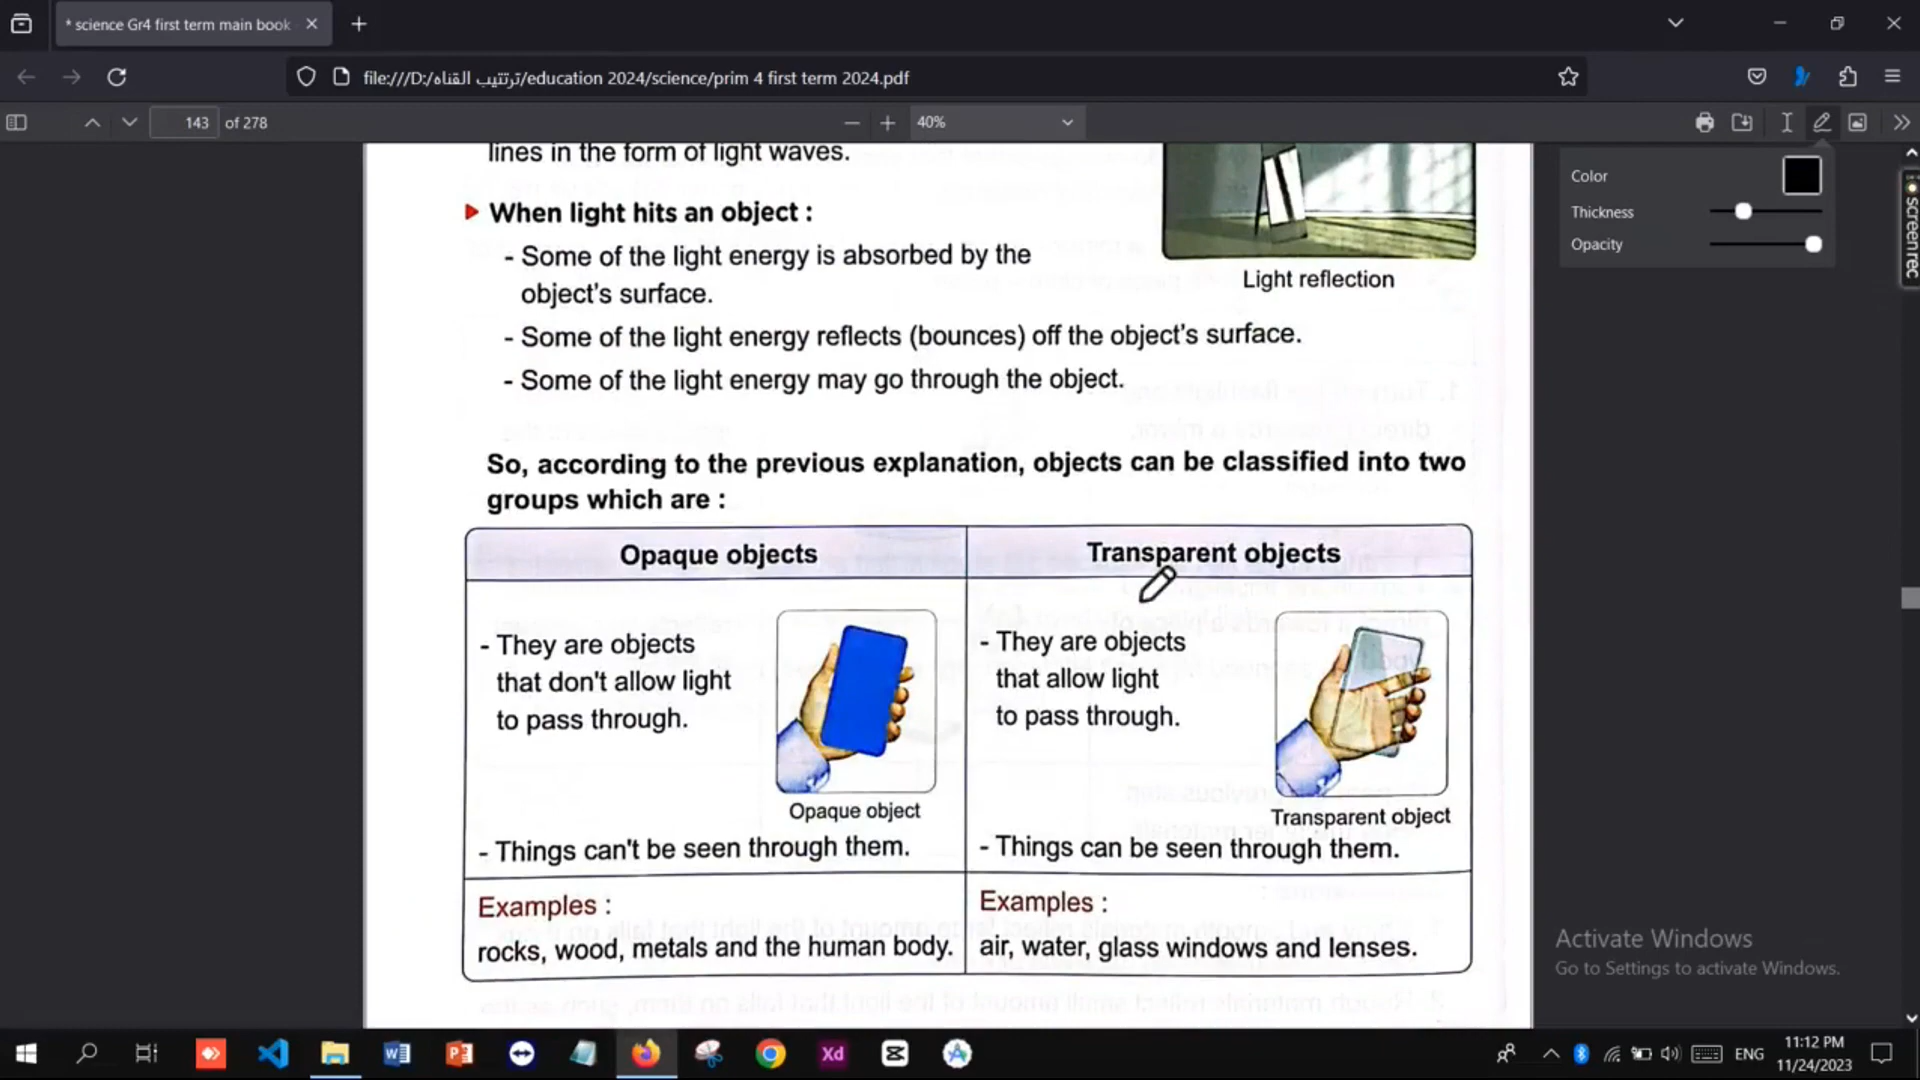 * science Gr4 first term main book
file:///D:/ترتتيب القناه/education 2024/science/prim 4 first term 2024.pdf
143 of 278
40%
Color
Thickness
Opacity
screenrec
lines in the form of light waves.
When light hits an object :
- Some of the light energy is absorbed by the
object's surface.
Light reflection
- Some of the light energy reflects (bounces) off the object's surface.
- Some of the light energy may go through the object.
So, according to the previous explanation, objects can be classified into two
groups which are :
Opaque objects
- They are objects
that don't allow light
to pass through.
Opaque object
- Things can't be seen through them.
Examples :
rocks, wood, metals and the human body.
Transparent objects
- They are objects
that allow light
to pass through.
Transparent object
- Things can be seen through them.
Examples :
air, water, glass windows and lenses.
Activate Windows
Go to Settings to activate Windows.
Xd
ENG
11:12 PM
11/24/2023